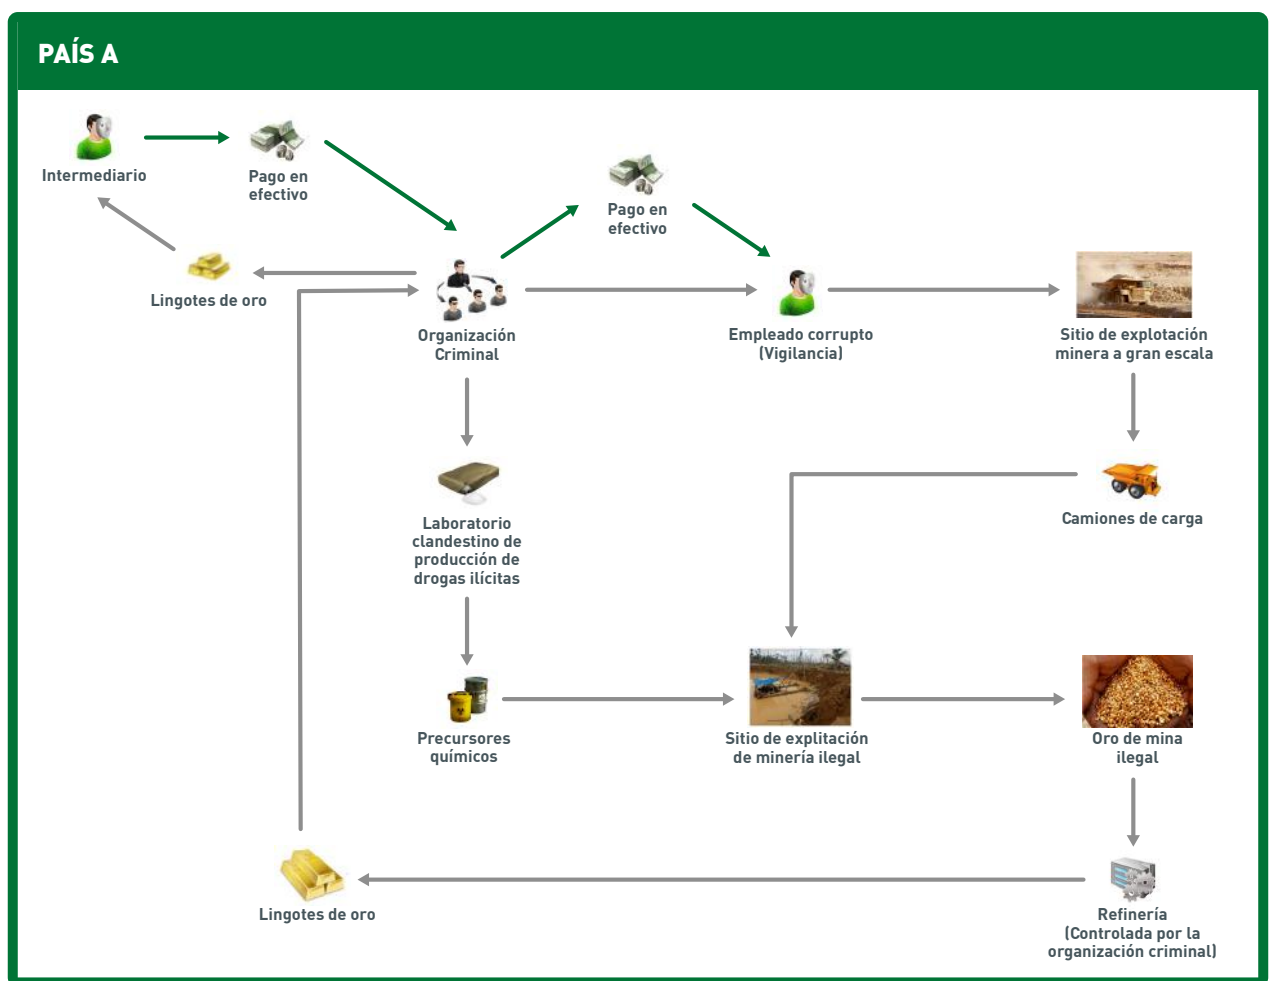 PAÍS A
Intermediario
Pago en
efectivo
Pago en
efectivo
Lingotes de oro
Organización
Criminal
Empleado corrupto
(Vigilancia)
Sitio de explotación
minera a gran escala
Laboratorio
clandestino de
producción de
drogas ilícitas
Camiones de carga
Precursores
químicos
Sitio de explitación
de minería ilegal
Oro de mina
ilegal
Lingotes de oro
Refinería
(Controlada por la
organización criminal)